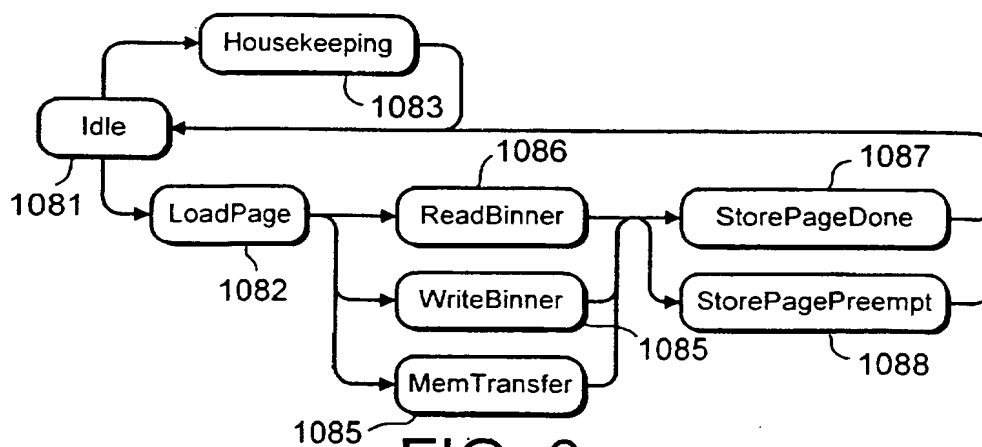 Housekeeping
1083
Idle
1081
1086
1087
LoadPage
ReadBinner
StorePageDone
1082
WriteBinner
StorePagePreempt
1085
1088
MemTransfer
1085